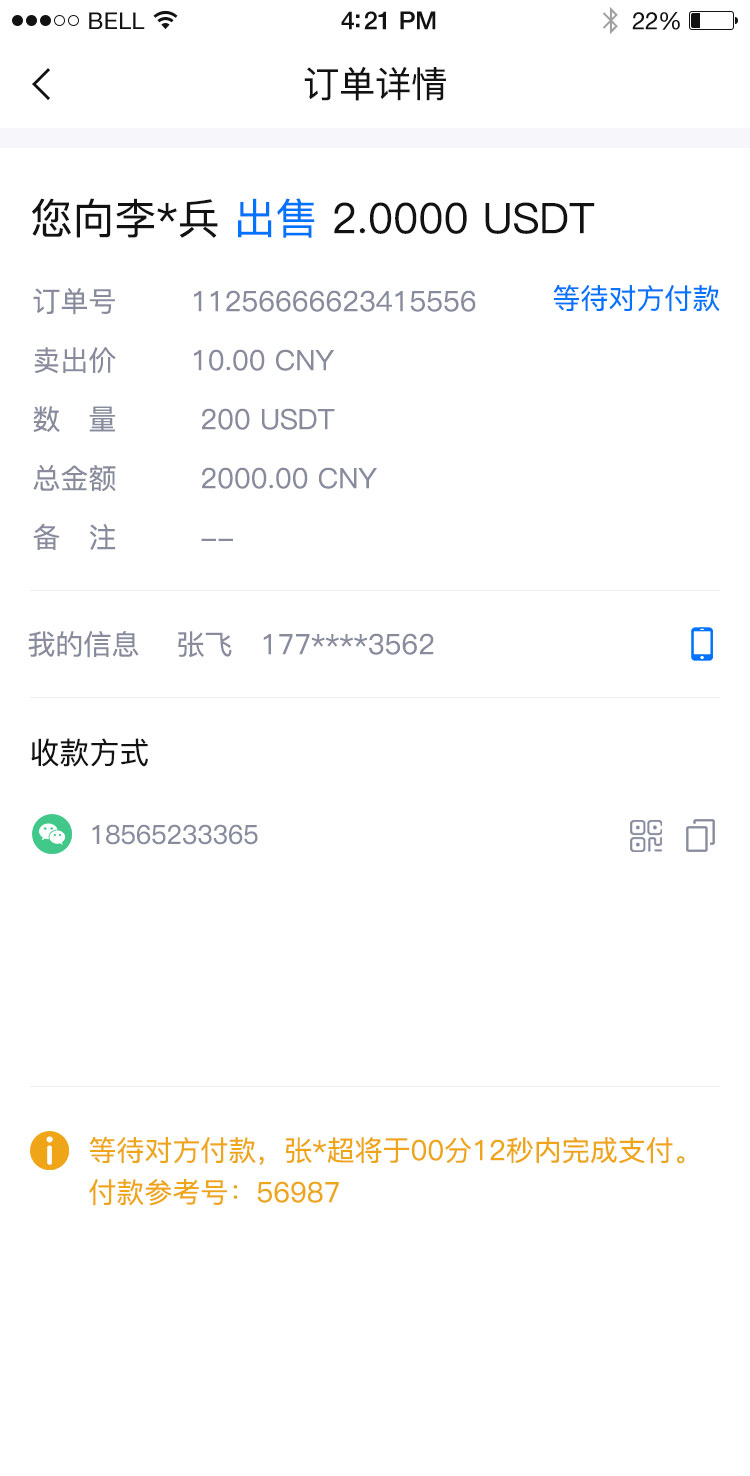 BELL 4:21 PM 22%
订单详情
您向李*兵 出售 2.0000 USDT
订单号 11256666623415556 等待对方付款
卖出价 10.00 CNY
数 量 200 USDT
总金额 2000.00 CNY
备 注 --
我的信息 张飞 177****3562
收款方式
18565233365
等待对方付款，张*超将于00分12秒内完成支付。
付款参考号：56987